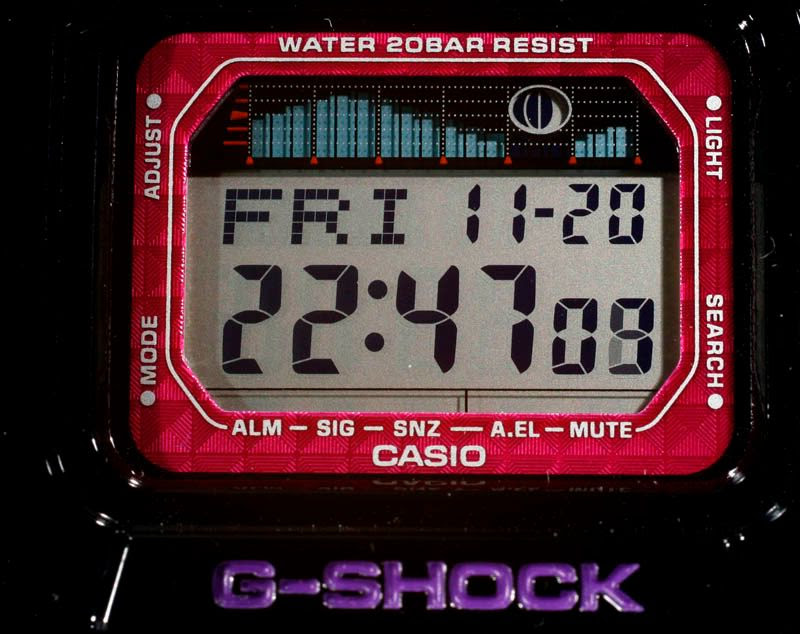 WATER 20BAR RESIST
ADJUST
LIGHT
FRI 11-20
22:47
MODE
SEARCH
ALM — SIG — SNZ — A.EL — MUTE
CASIO
G-SHOCK